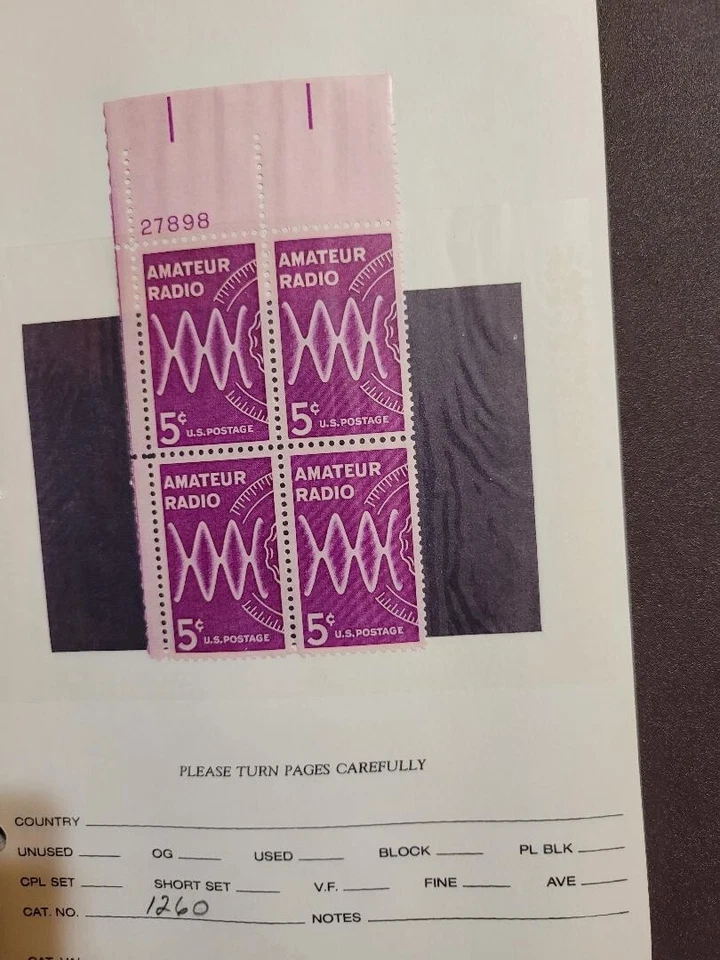 27898
AMATEUR RADIO
5¢ U.S. POSTAGE
AMATEUR RADIO
5¢ U.S. POSTAGE
AMATEUR RADIO
5¢ U.S. POSTAGE
AMATEUR RADIO
5¢ U.S. POSTAGE
PLEASE TURN PAGES CAREFULLY
COUNTRY
UNUSED OG USED BLOCK PL BLK
CPL SET SHORT SET V.F. FINE AVE
CAT. NO. 1260 NOTES